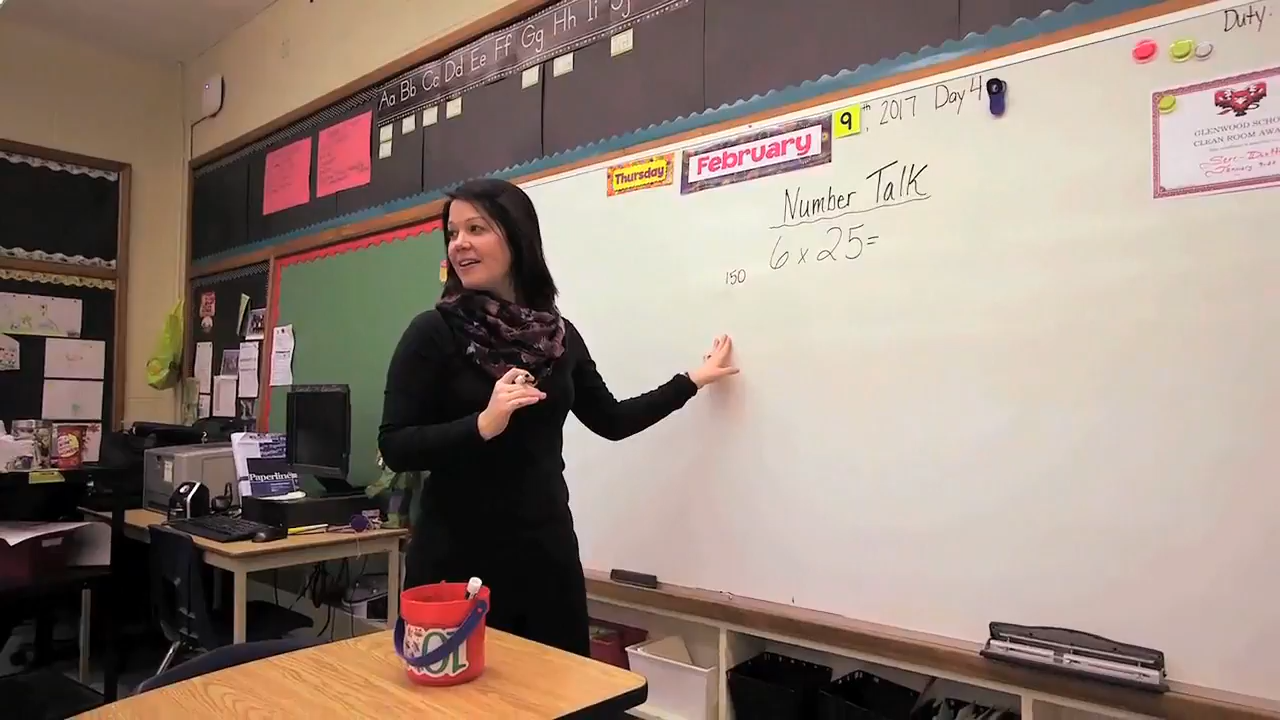 Aa Bb Cc Dd Ee Ff Gg Hh Ii Jj
Duty.
Thursday February 9th, 2017 Day 4
Number Talk
6 x 25=
150
GLENWOOD SCHO
CLEAN ROOM AWA
January
Paperline